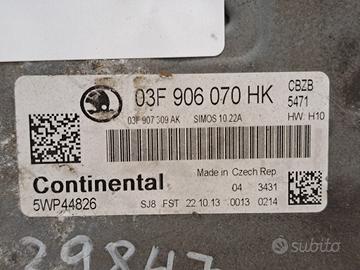 03F 906 070 HK
CBZB
5471
03F 907 309 AK
SIMOS 10.22A
HW: H10
Continental
Made in Czech Rep.
04 3431
5WP44826
SJ8 FST 22.10.13 0013 0214
29847
subito